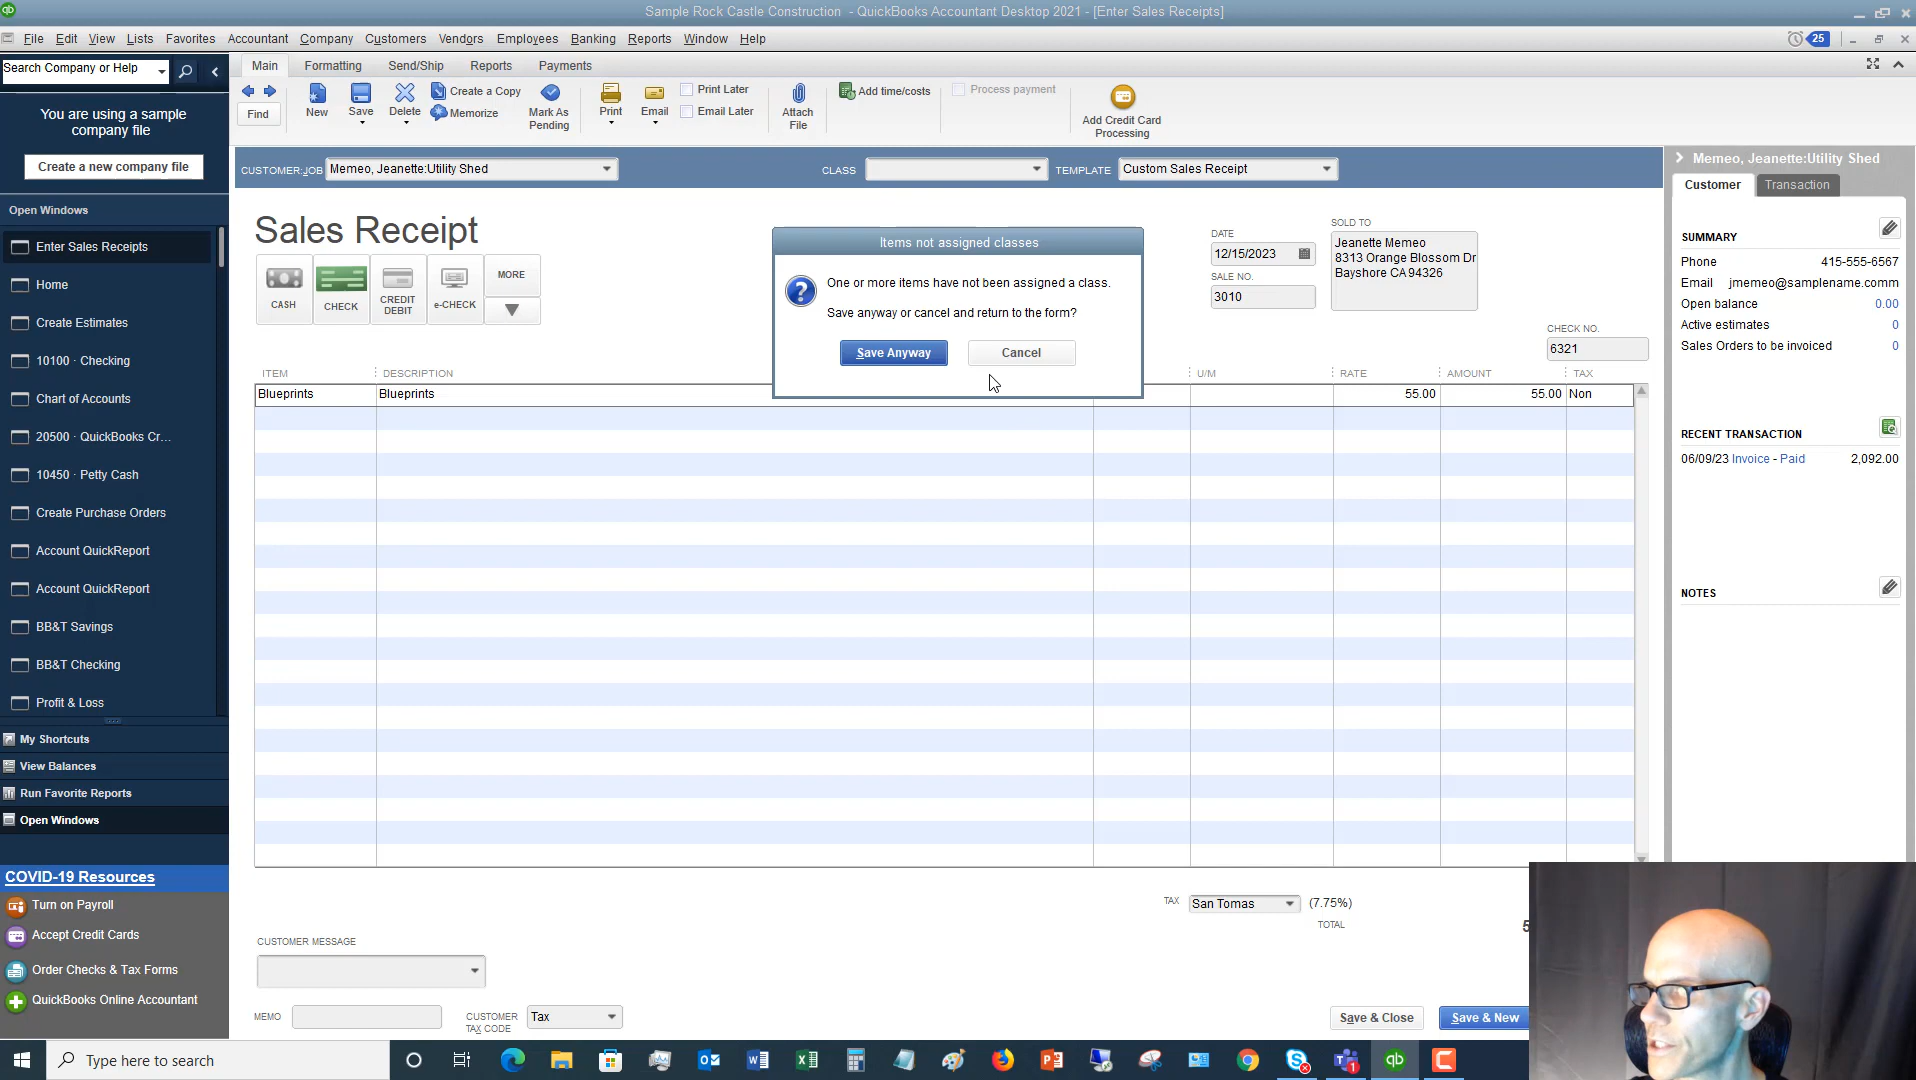 Sample Rock Castle Construction - QuickBooks Accountant Desktop 2021 - [Enter Sales Receipts]
File Edit View Lists Favorites Accountant Company Customers Vendors Employees Banking Reports Window Help
25
Search Company or Help
You are using a sample
company file
Create a new company file
Open Windows
Enter Sales Receipts
Home
Create Estimates
10100 · Checking
Chart of Accounts
20500 · QuickBooks Cr...
10450 · Petty Cash
Create Purchase Orders
Account QuickReport
Account QuickReport
BB&T Savings
BB&T Checking
Profit & Loss
My Shortcuts
View Balances
Run Favorite Reports
Open Windows
COVID-19 Resources
Turn on Payroll
Accept Credit Cards
Order Checks & Tax Forms
QuickBooks Online Accountant
Main Formatting Send/Ship Reports Payments
Find
New
Save
Delete
Create a Copy
Memorize
Mark As
Pending
Print
Email
Print Later
Email Later
Attach
File
Add time/costs
Process payment
Add Credit Card
Processing
CUSTOMER:JOB Memeo, Jeanette:Utility Shed
CLASS
TEMPLATE Custom Sales Receipt
Sales Receipt
CASH
CHECK
CREDIT
DEBIT
e-CHECK
MORE
Items not assigned classes
?
One or more items have not been assigned a class.
Save anyway or cancel and return to the form?
Save Anyway Cancel
DATE
12/15/2023
SALE NO.
3010
SOLD TO
Jeanette Memeo
8313 Orange Blossom Dr
Bayshore CA 94326
CHECK NO.
6321
ITEM DESCRIPTION U/M RATE AMOUNT TAX
Blueprints Blueprints 55.00 55.00 Non
TAX San Tomas (7.75%)
TOTAL
CUSTOMER MESSAGE
MEMO
CUSTOMER
TAX CODE
Tax
Save & Close Save & New
Memeo, Jeanette:Utility Shed
Customer Transaction
SUMMARY
Phone 415-555-6567
Email jmemeo@samplename.comm
Open balance 0.00
Active estimates 0
Sales Orders to be invoiced 0
RECENT TRANSACTION
06/09/23 Invoice - Paid 2,092.00
NOTES
Type here to search